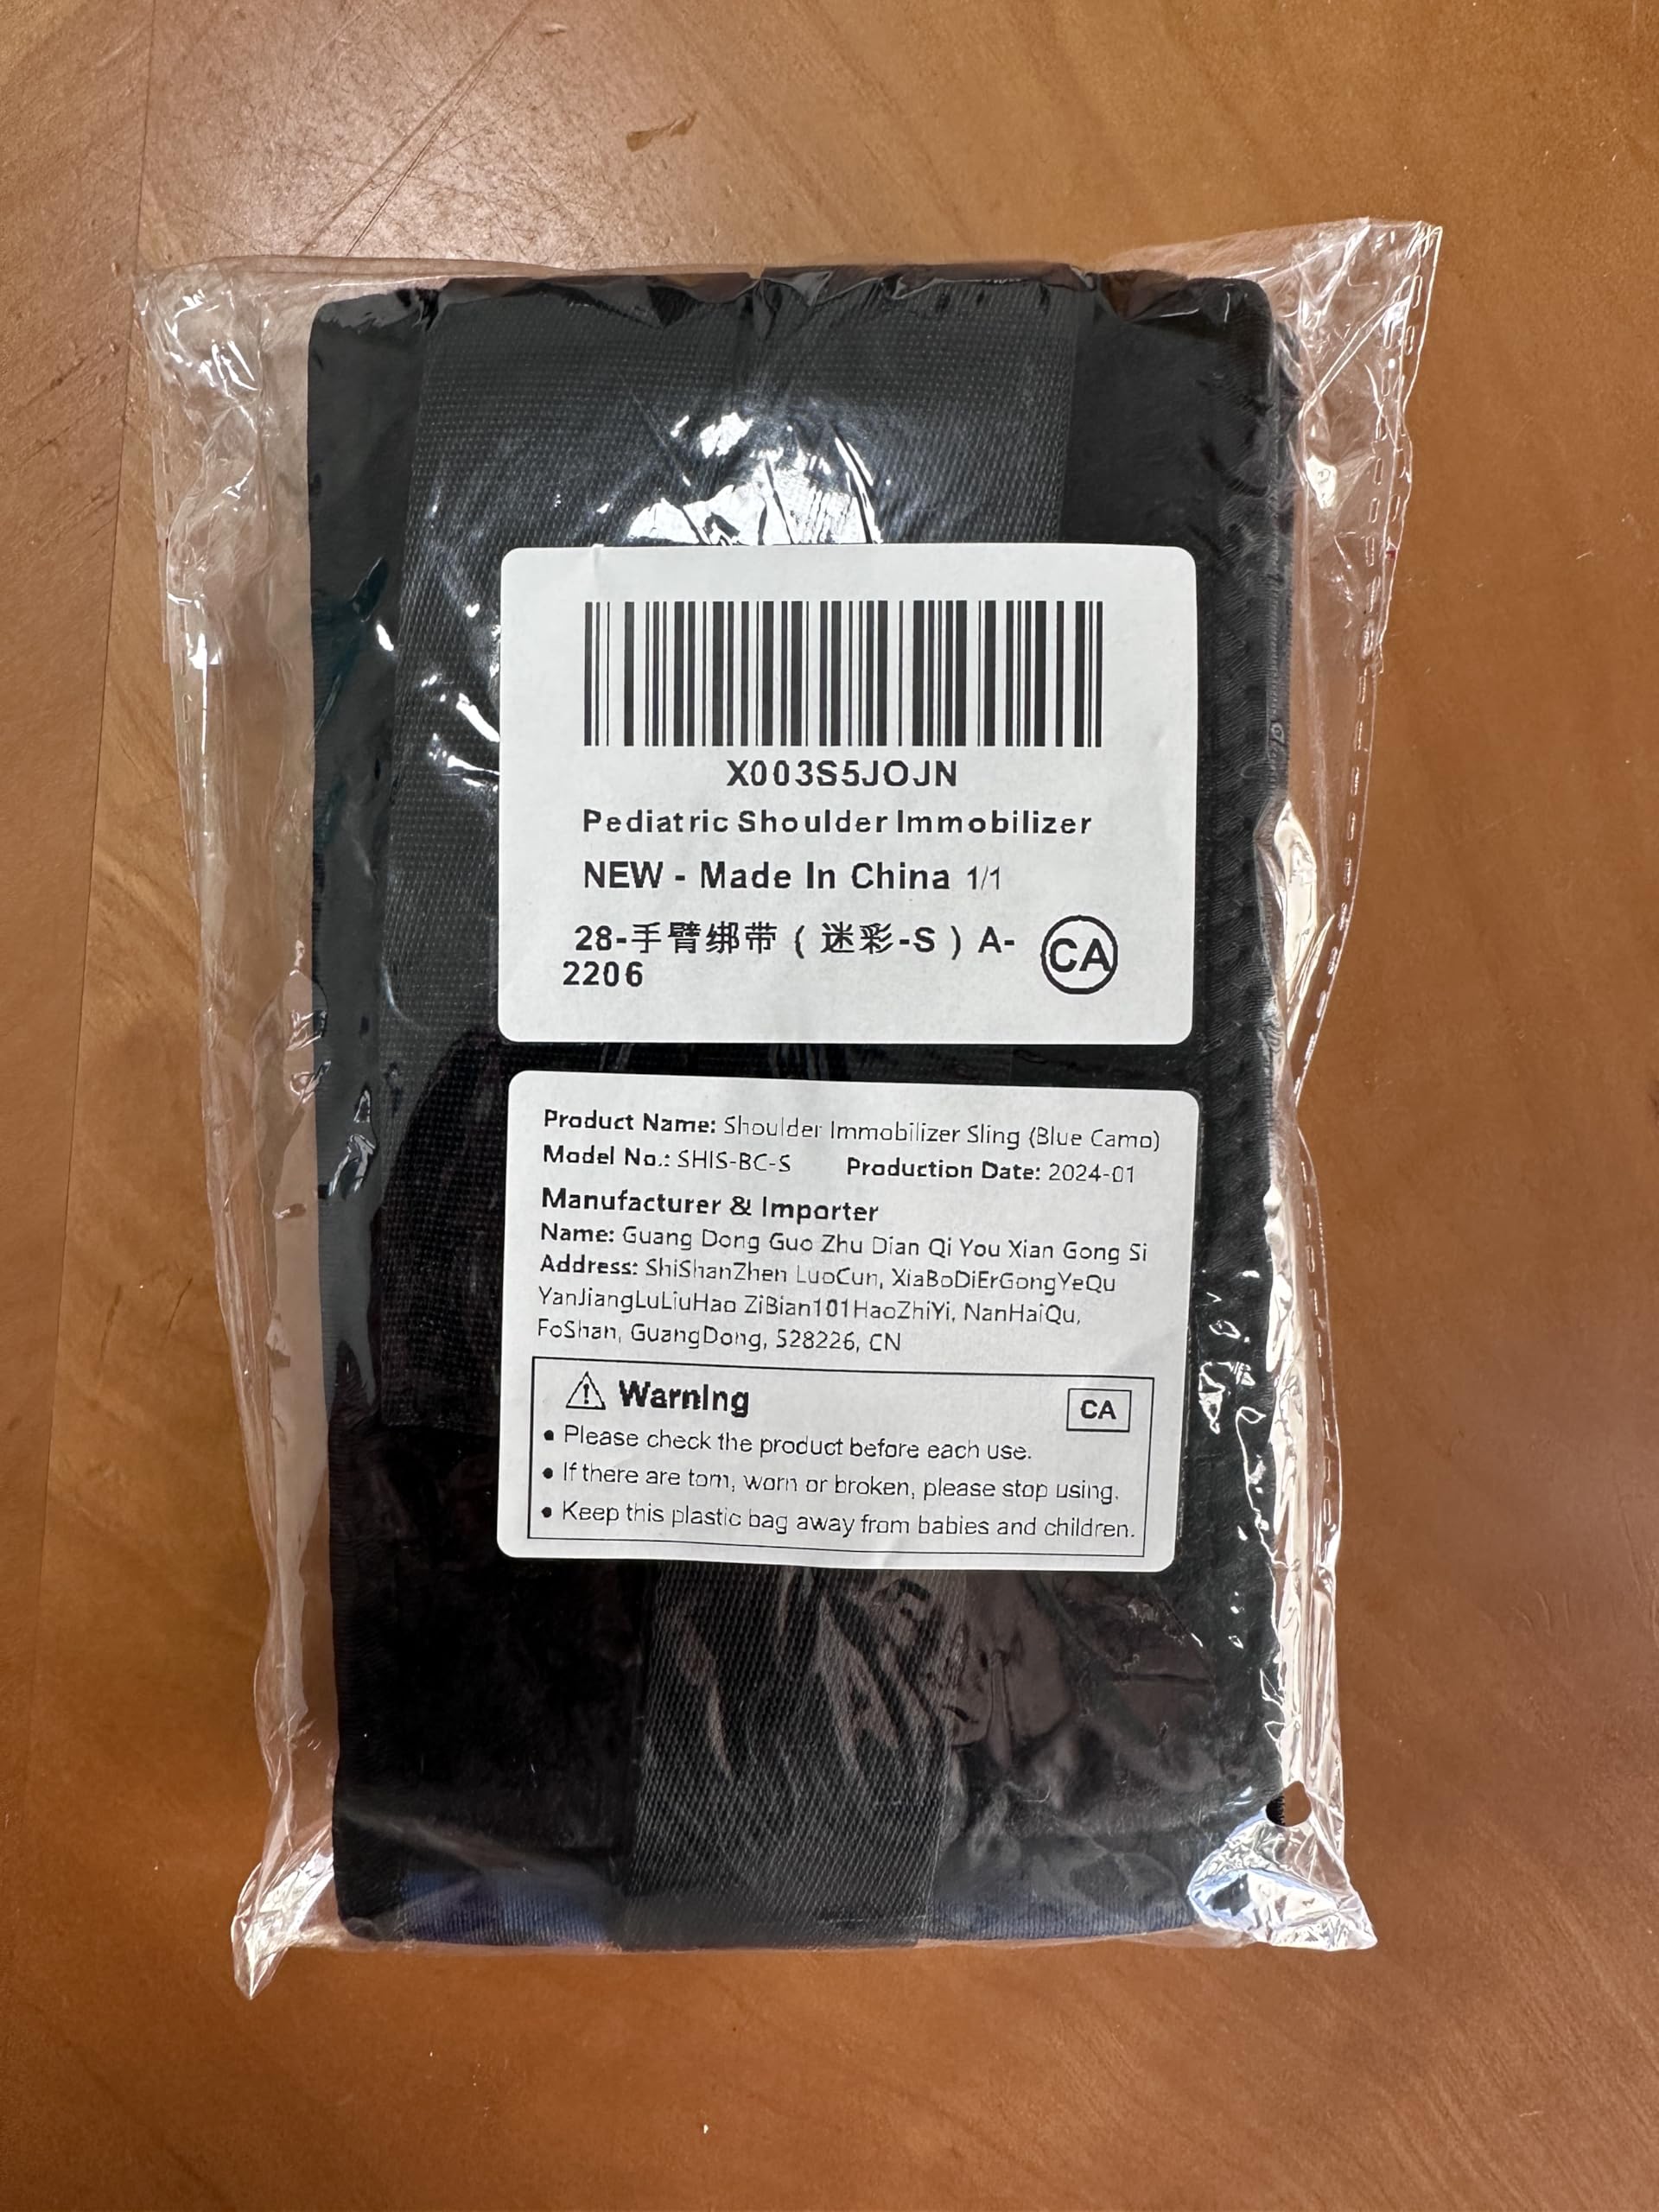 X003S5JOJN
Pediatric Shoulder Immobilizer
NEW - Made In China 1/1
28-手臂绑带（迷彩-S）A-
2206
CA
Product Name: Shoulder Immobilizer Sling (Blue Camo)
Model No.: SHIS-BC-S Production Date: 2024-01
Manufacturer & Importer
Name: Guang Dong Guo Zhu Dian Qi You Xian Gong Si
Address: ShiShanZhen LuoCun, XiaBoDiErGongYeQu
YanJiangLuLiuHao ZiBian101HaoZhiYi, NanHaiQu,
FoShan, GuangDong, 528226, CN
Warning
CA
• Please check the product before each use.
• If there are torn, worn or broken, please stop using.
• Keep this plastic bag away from babies and children.